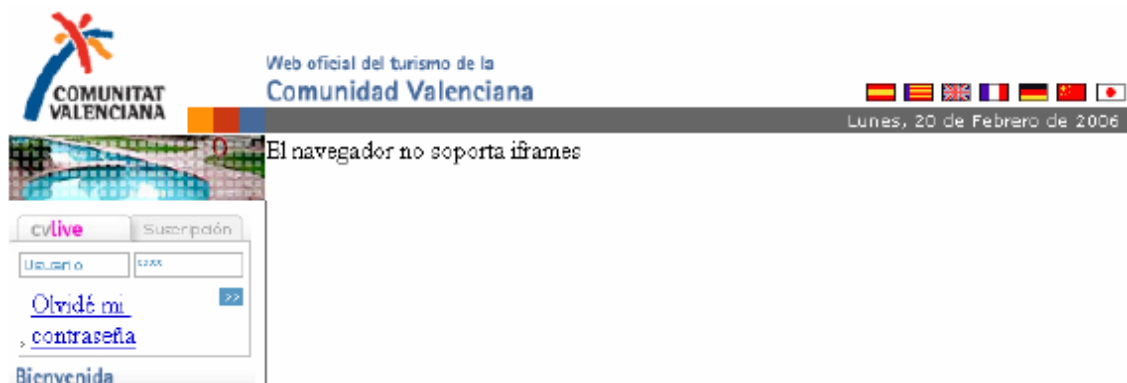 COMUNITAT
VALENCIANA
Web oficial del turismo de la
Comunidad Valenciana
Lunes, 20 de Febrero de 2006
El navegador no soporta iframes
cvlive
Suscripción
Usuario
****
>>
Olvidé mi
contraseña
Bienvenida